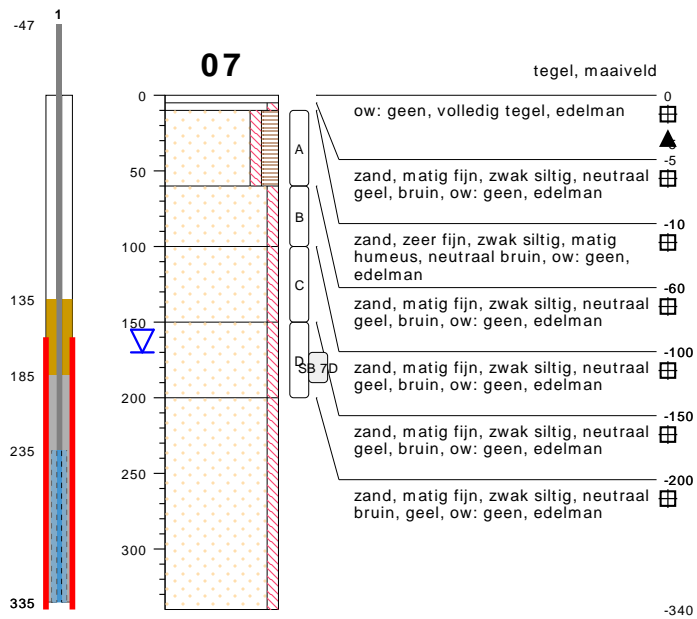 1
-47
07
tegel, maaiveld
0
0
ow: geen, volledig tegel, edelman
-5
zand, matig fijn, zwak siltig, neutraal
geel, bruin, ow: geen, edelman
A
50
-10
zand, zeer fijn, zwak siltig, matig
humeus, neutraal bruin, ow: geen,
edelman
B
100
-60
zand, matig fijn, zwak siltig, neutraal
geel, bruin, ow: geen, edelman
C
135
150
-100
zand, matig fijn, zwak siltig, neutraal
geel, bruin, ow: geen, edelman
D
SB 7D
185
200
-150
zand, matig fijn, zwak siltig, neutraal
geel, bruin, ow: geen, edelman
235
250
-200
zand, matig fijn, zwak siltig, neutraal
bruin, geel, ow: geen, edelman
300
335
-340